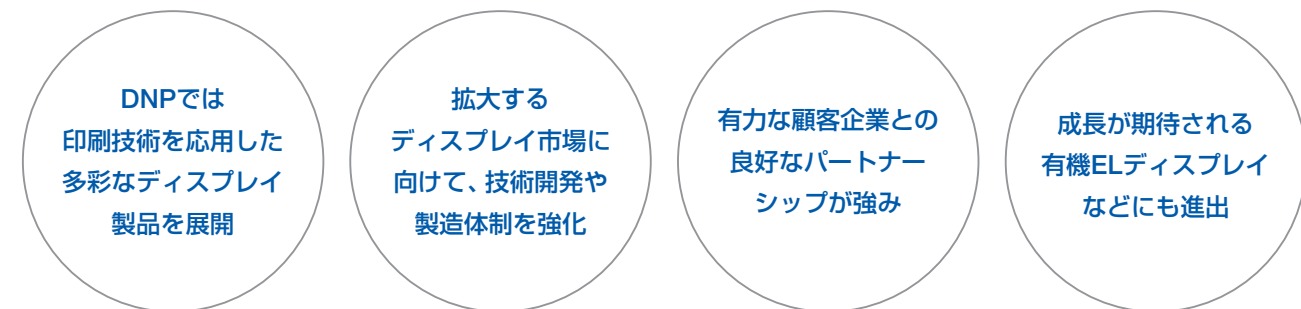 DNPでは
印刷技術を応用した
多彩なディスプレイ
製品を展開
拡大する
ディスプレイ市場に
向けて、技術開発や
製造体制を強化
有力な顧客企業との
良好なパートナー
シップが強み
成長が期待される
有機ELディスプレイ
などにも進出